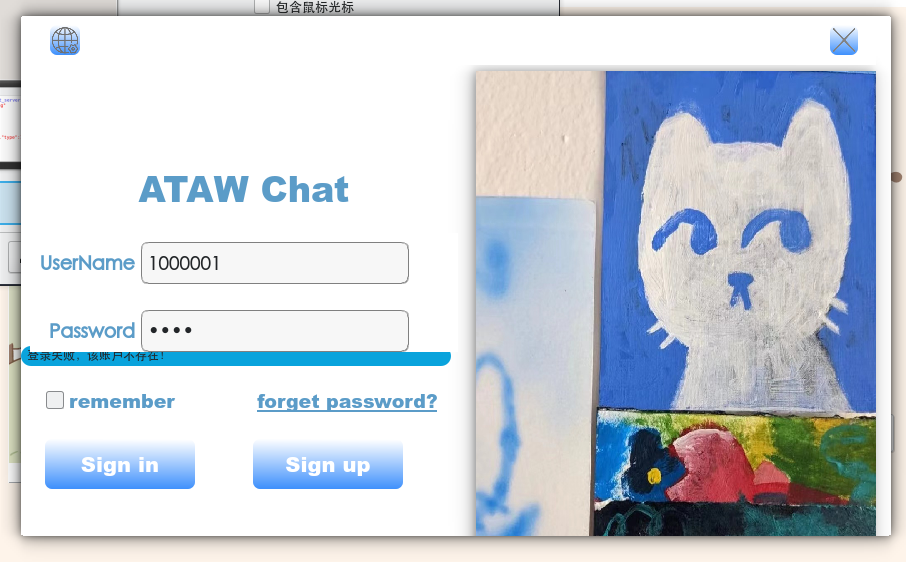 包含鼠标光标
ATAW Chat
UserName 1000001
Password ••••
登录失败，该账户不存在！
remember forget password?
Sign in Sign up